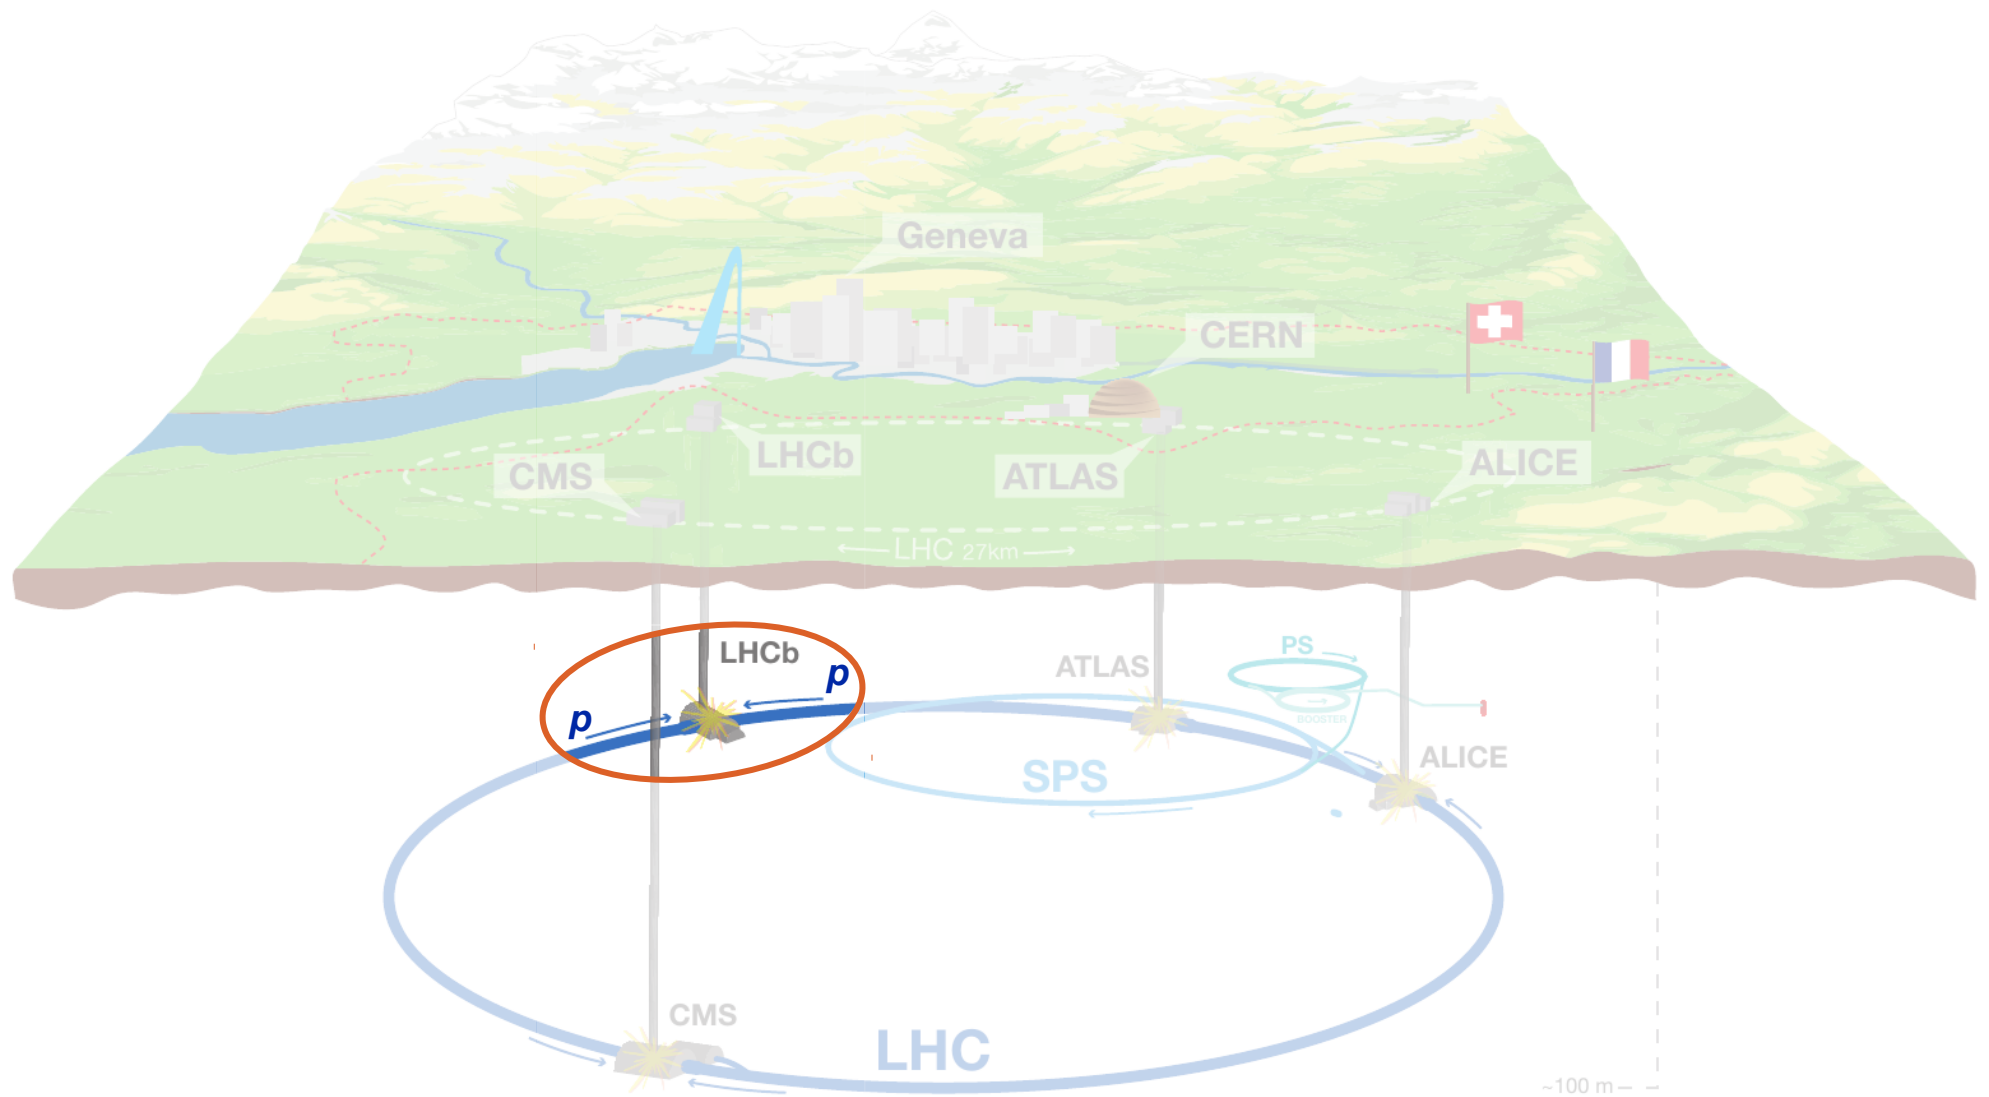 Geneva
CERN
LHCb
CMS
ATLAS
ALICE
LHC 27km
LHCb
p
p
ATLAS
PS
BOOSTER
ALICE
SPS
CMS
LHC
~100 m